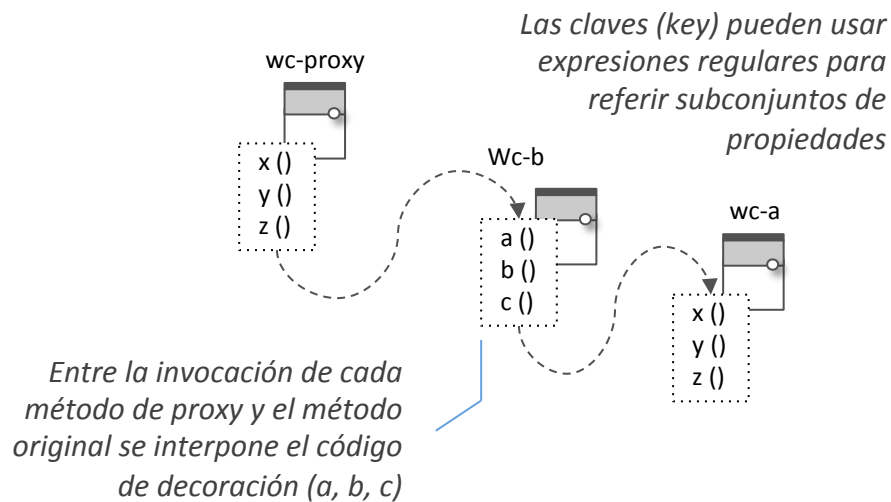 Las claves (key) pueden usar
expresiones regulares para
referir subconjuntos de
propiedades
wc-proxy
x ()
y ()
z ()
Wc-b
a ()
b ()
c ()
wc-a
x ()
y ()
z ()
Entre la invocación de cada
método de proxy y el método
original se interpone el código
de decoración (a, b, c)